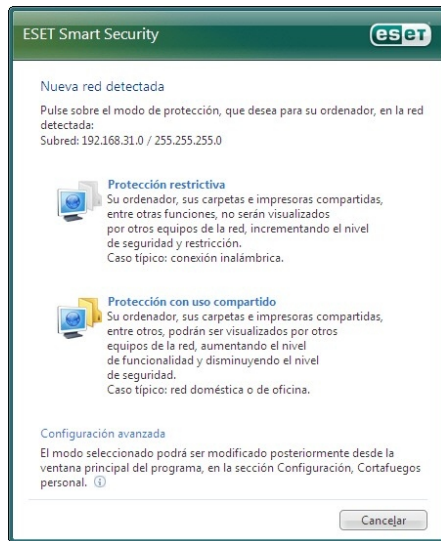 ESET Smart Security
eseT
Nueva red detectada
Pulse sobre el modo de protección, que desea para su ordenador, en la red
detectada:
Subred: 192.168.31.0 / 255.255.255.0
Protección restrictiva
Su ordenador, sus carpetas e impresoras compartidas,
entre otras funciones, no serán visualizados
por otros equipos de la red, incrementando el nivel
de seguridad y restricción.
Caso típico: conexión inalámbrica.
Protección con uso compartido
Su ordenador, sus carpetas e impresoras compartidas,
entre otros, podrán ser visualizados por otros
equipos de la red, aumentando el nivel
de funcionalidad y disminuyendo el nivel
de seguridad.
Caso típico: red doméstica o de oficina.
Configuración avanzada
El modo seleccionado podrá ser modificado posteriormente desde la
ventana principal del programa, en la sección Configuración, Cortafuegos
personal.
Cancelar